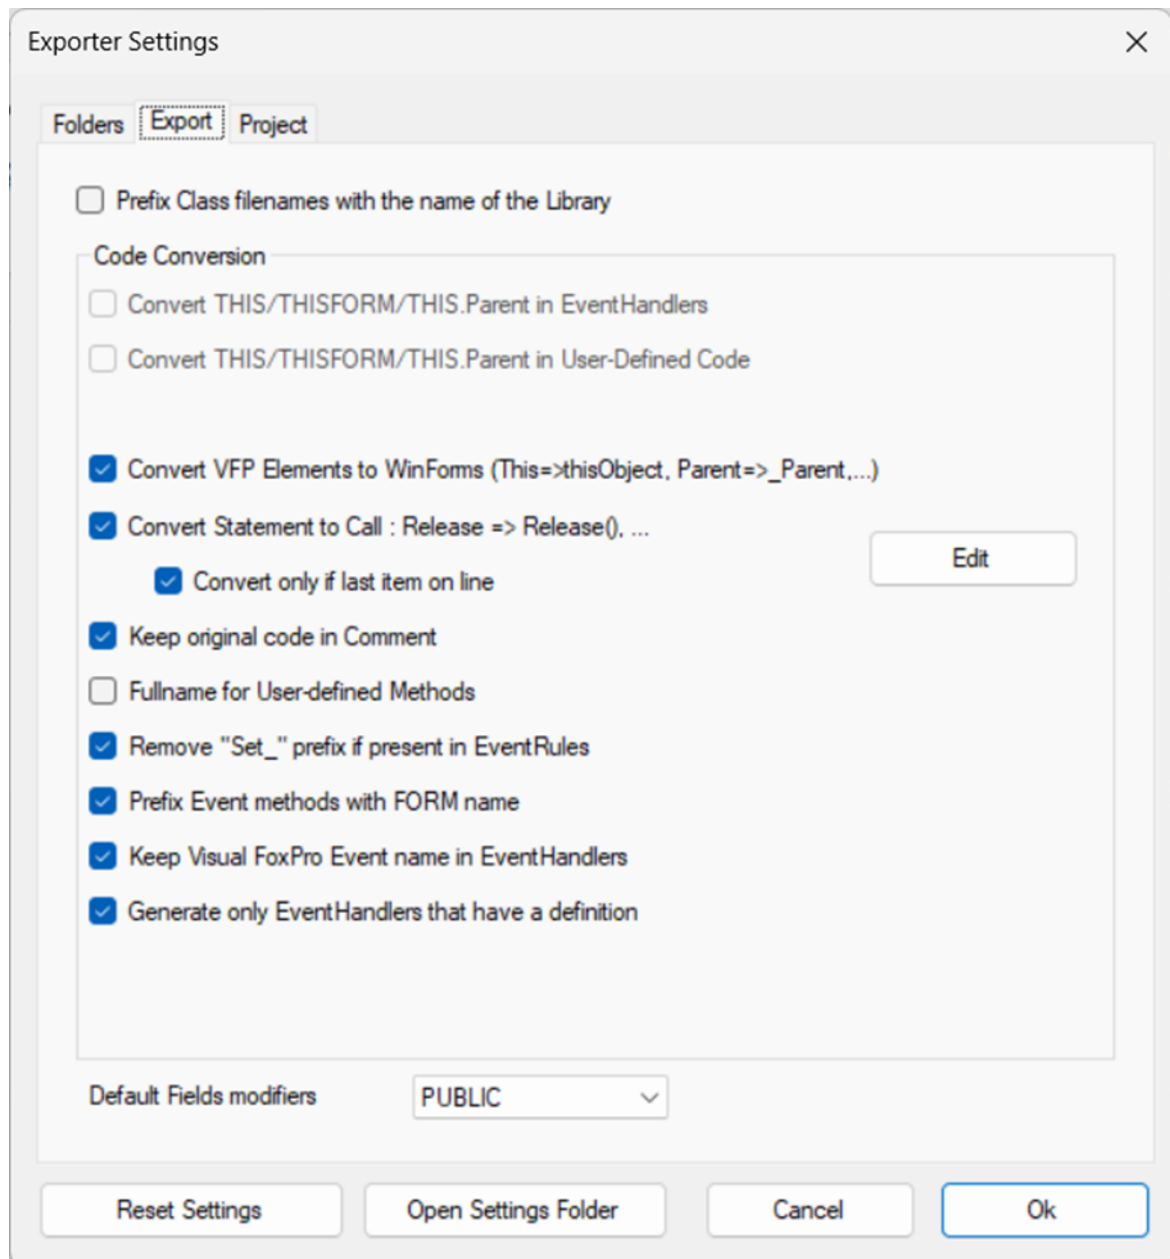 Exporter Settings
Folders Export Project
Prefix Class filenames with the name of the Library
Code Conversion
Convert THIS/THISFORM/THIS.Parent in EventHandlers
Convert THIS/THISFORM/THIS.Parent in User-Defined Code
Convert VFP Elements to WinForms (This=>thisObject, Parent=>_Parent,...)
Convert Statement to Call : Release => Release(), ...
Edit
Convert only if last item on line
Keep original code in Comment
Fullname for User-defined Methods
Remove "Set_" prefix if present in EventRules
Prefix Event methods with FORM name
Keep Visual FoxPro Event name in EventHandlers
Generate only EventHandlers that have a definition
Default Fields modifiers PUBLIC
Reset Settings Open Settings Folder Cancel Ok